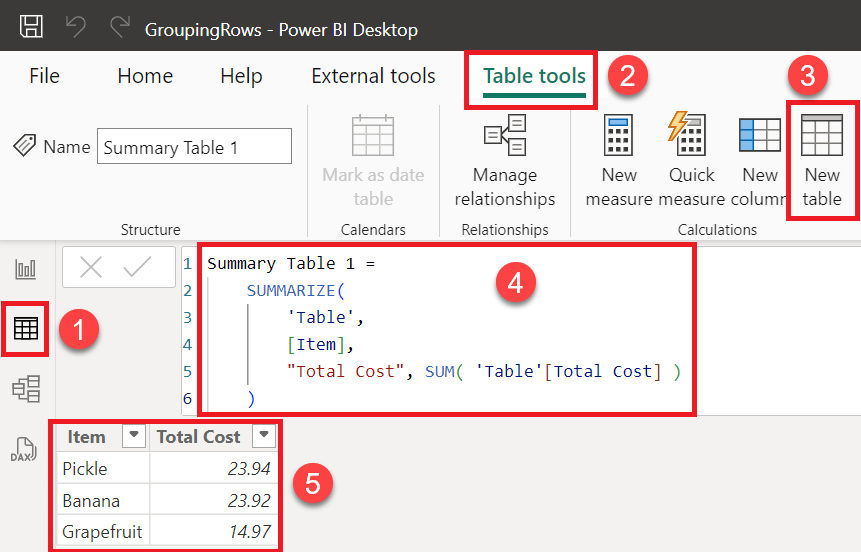 GroupingRows - Power BI Desktop
File Home Help External tools Table tools 2 3
Name Summary Table 1
Mark as date table
Manage relationships
New measure
Quick measure
New column
New table
Structure Calendars Relationships Calculations
1 Summary Table 1 =
2 SUMMARIZE(
3 'Table',
4 [Item],
5 "Total Cost", SUM( 'Table'[Total Cost] )
6 )
4
1
DAX
Item Total Cost
Pickle 23.94
Banana 23.92
Grapefruit 14.97
5